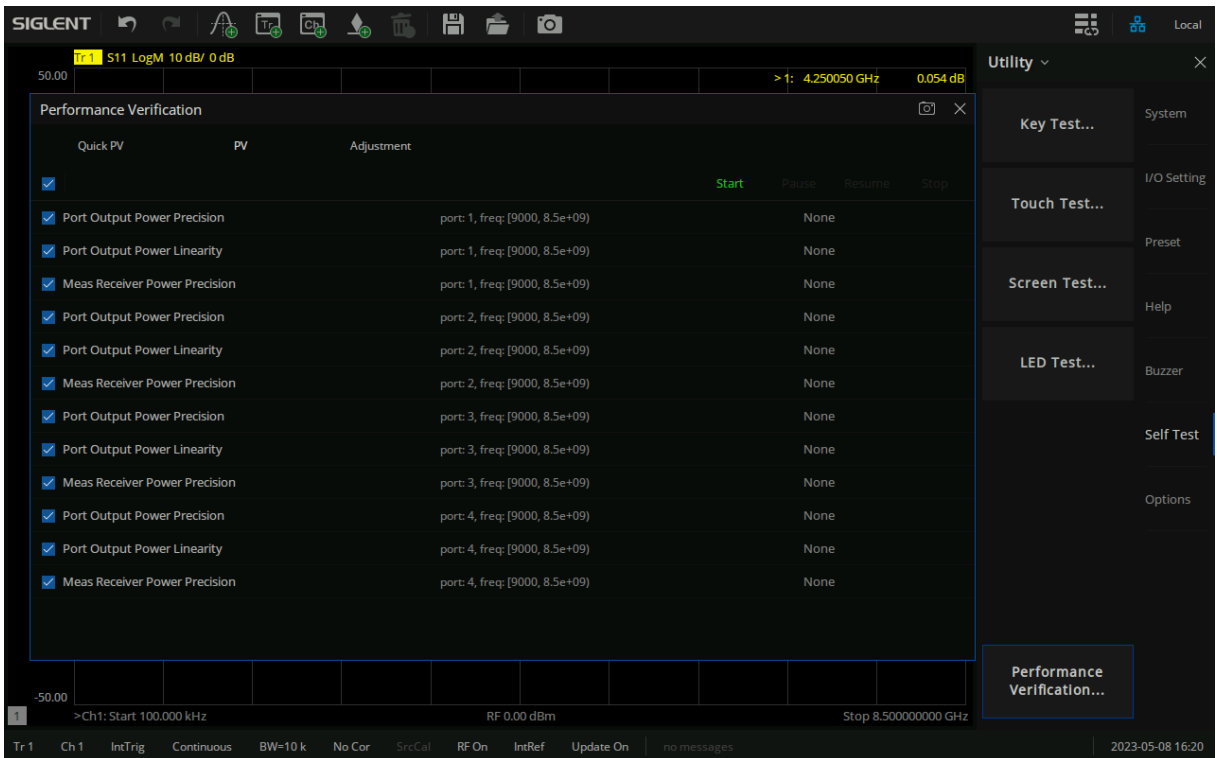 SIGLENT Tr Ch Local
Tr 1 S11 LogM 10 dB/ 0 dB
50.00
> 1: 4.250050 GHz 0.054 dB
Performance Verification
Quick PV PV Adjustment
Start Pause Resume Stop
Port Output Power Precision port: 1, freq: [9000, 8.5e+09) None
Port Output Power Linearity port: 1, freq: [9000, 8.5e+09) None
Meas Receiver Power Precision port: 1, freq: [9000, 8.5e+09) None
Port Output Power Precision port: 2, freq: [9000, 8.5e+09) None
Port Output Power Linearity port: 2, freq: [9000, 8.5e+09) None
Meas Receiver Power Precision port: 2, freq: [9000, 8.5e+09) None
Port Output Power Precision port: 3, freq: [9000, 8.5e+09) None
Port Output Power Linearity port: 3, freq: [9000, 8.5e+09) None
Meas Receiver Power Precision port: 3, freq: [9000, 8.5e+09) None
Port Output Power Precision port: 4, freq: [9000, 8.5e+09) None
Port Output Power Linearity port: 4, freq: [9000, 8.5e+09) None
Meas Receiver Power Precision port: 4, freq: [9000, 8.5e+09) None
-50.00
1 >Ch1: Start 100.000 kHz RF 0.00 dBm Stop 8.500000000 GHz
Utility
Key Test...
Touch Test...
Screen Test...
LED Test...
Performance
Verification...
System
I/O Setting
Preset
Help
Buzzer
Self Test
Options
Tr 1 Ch 1 IntTrig Continuous BW=10 k No Cor SrcCal RF On IntRef Update On no messages 2023-05-08 16:20